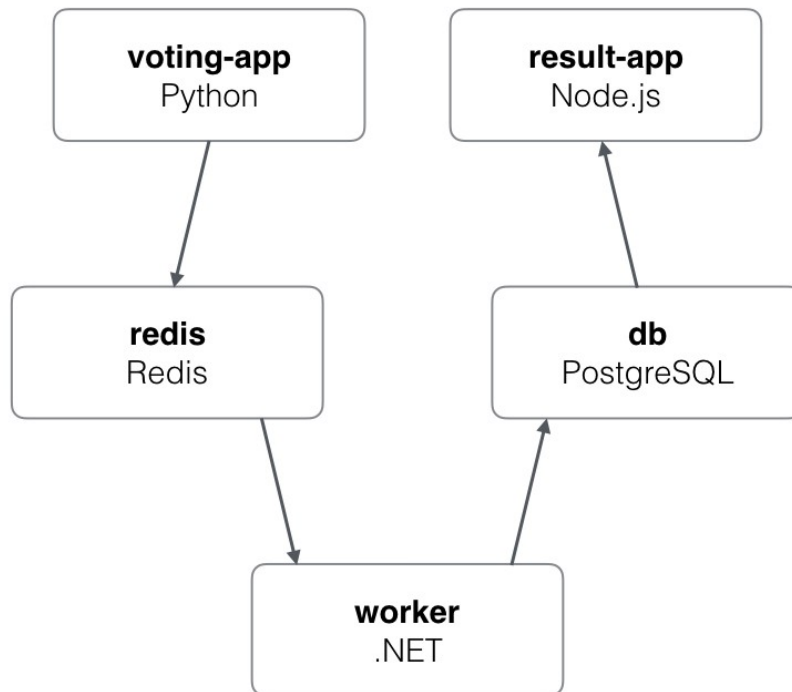 voting-app
Python
result-app
Node.js
redis
Redis
db
PostgreSQL
worker
.NET